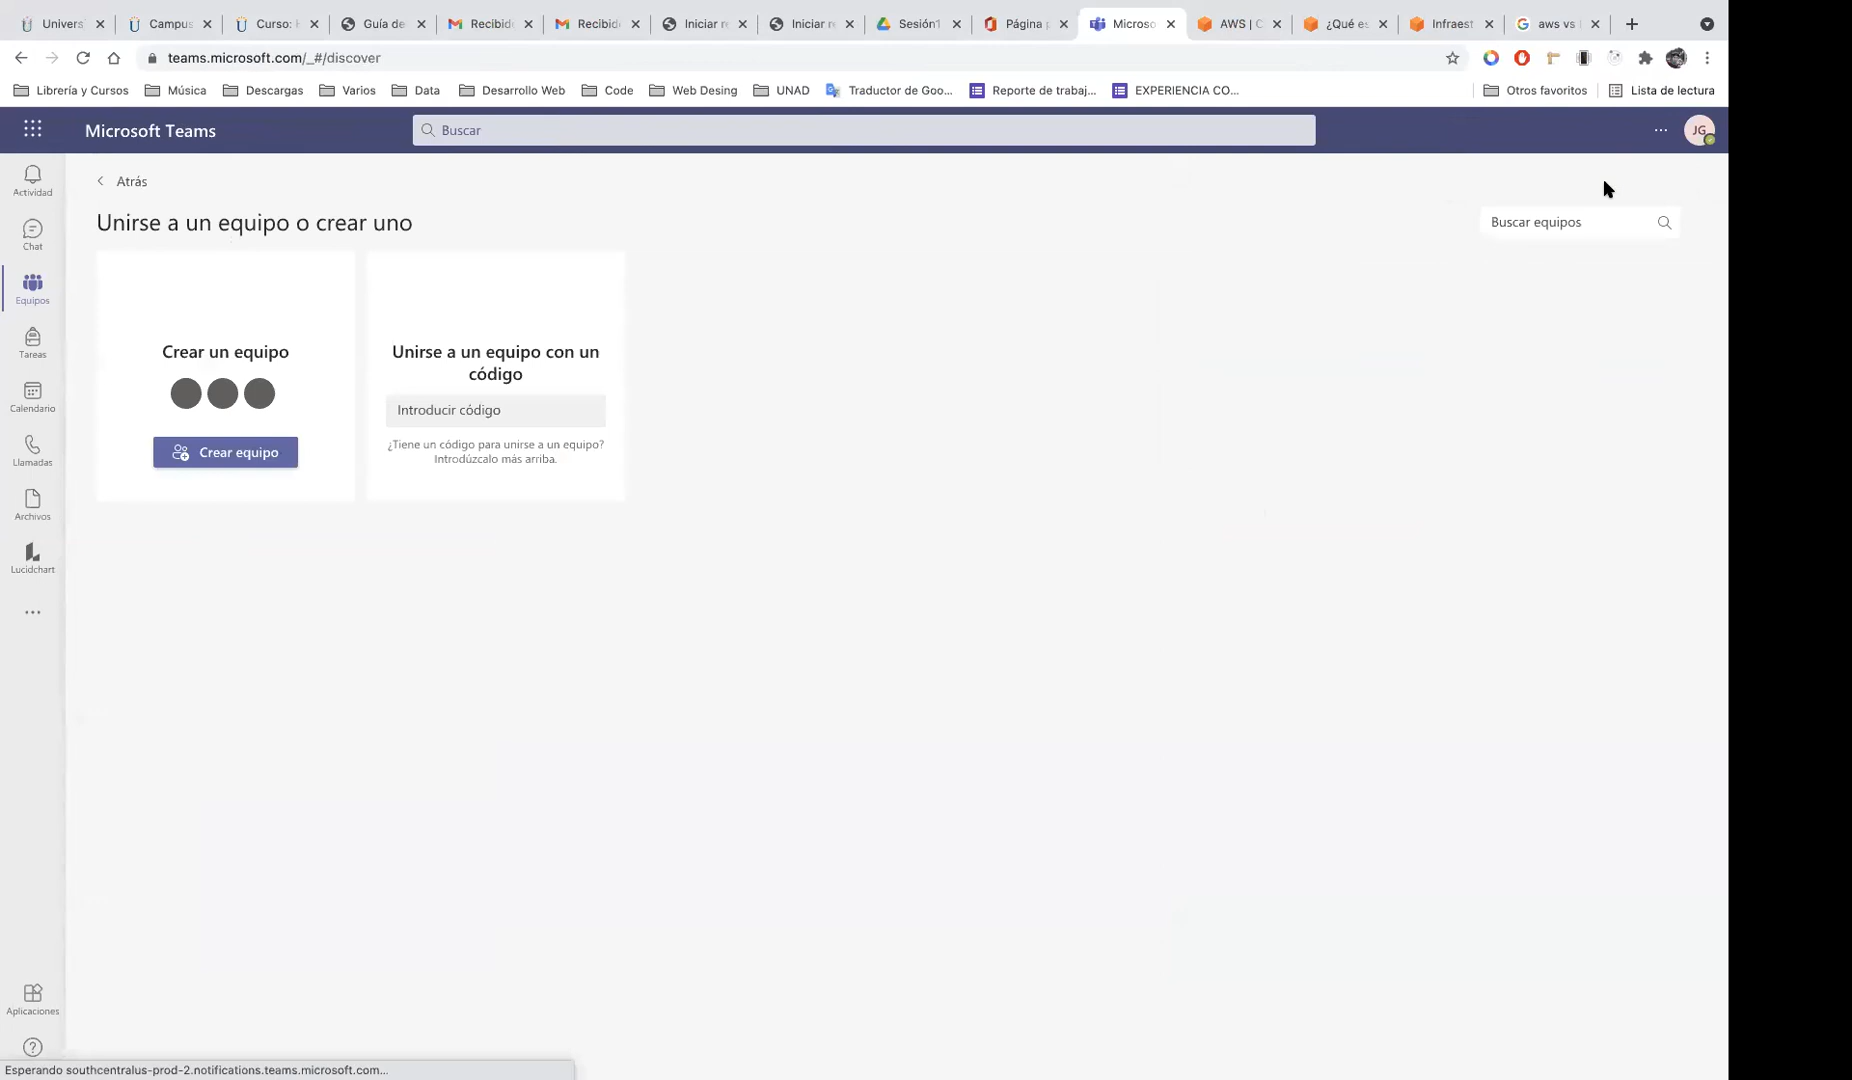 Univers
Campus
Curso: 
Guía de
Recibid
Recibid
Iniciar re
Iniciar re
Sesión1
Página p
Microso
AWS | C
¿Qué es
Infraest
aws vs
teams.microsoft.com/_#/discover
Librería y Cursos
Música
Descargas
Varios
Data
Desarrollo Web
Code
Web Desing
UNAD
Traductor de Goo...
Reporte de trabaj...
EXPERIENCIA CO...
Otros favoritos
Lista de lectura
Microsoft Teams
Buscar
JG
Actividad
Chat
Equipos
Tareas
Calendario
Llamadas
Archivos
Lucidchart
Aplicaciones
Atrás
Unirse a un equipo o crear uno
Buscar equipos
Crear un equipo
Crear equipo
Unirse a un equipo con un
código
Introducir código
¿Tiene un código para unirse a un equipo?
Introdúzcalo más arriba.
Esperando southcentralus-prod-2.notifications.teams.microsoft.com...